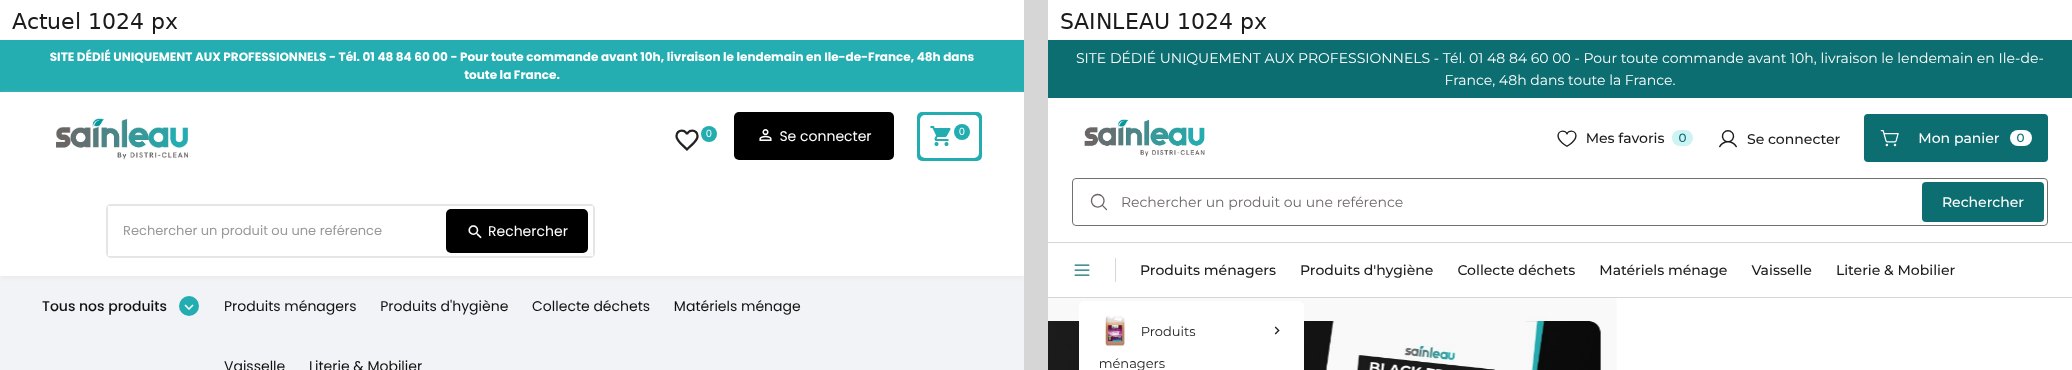 Actuel 1024 px
SITE DÉDIÉ UNIQUEMENT AUX PROFESSIONNELS - Tél. 01 48 84 60 00 - Pour toute commande avant 10h, livraison le lendemain en Ile-de-France, 48h dans
toute la France.
sainleau
By DISTRI-CLEAN
0
Se connecter
0
Rechercher un produit ou une reférence
Rechercher
Tous nos produits
Produits ménagers
Produits d'hygiène
Collecte déchets
Matériels ménage
Vaisselle
Literie & Mobilier
SAINLEAU 1024 px
SITE DÉDIÉ UNIQUEMENT AUX PROFESSIONNELS - Tél. 01 48 84 60 00 - Pour toute commande avant 10h, livraison le lendemain en Ile-de-
France, 48h dans toute la France.
sainleau
By DISTRI-CLEAN
Mes favoris 0
Se connecter
Mon panier 0
Rechercher un produit ou une reférence
Rechercher
Produits ménagers
Produits d'hygiène
Collecte déchets
Matériels ménage
Vaisselle
Literie & Mobilier
Produits
ménagers
sainleau